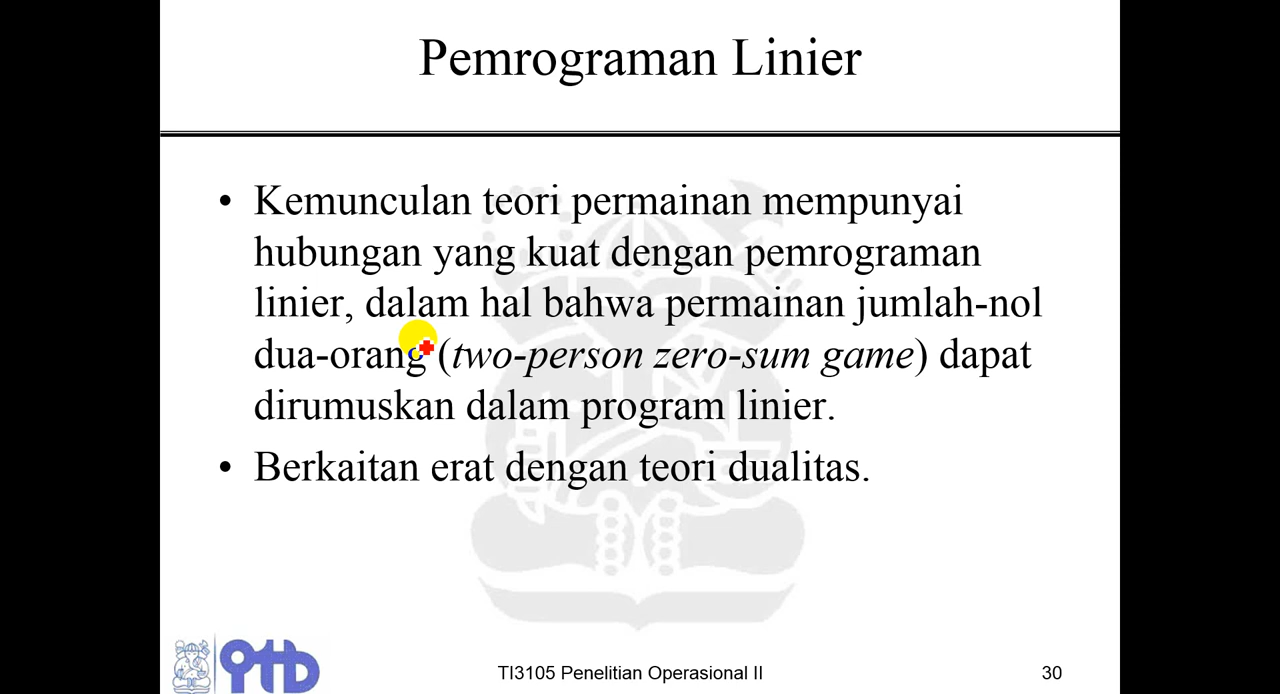 Pemrograman Linier
• Kemunculan teori permainan mempunyai
hubungan yang kuat dengan pemrograman
linier, dalam hal bahwa permainan jumlah-nol
dua-orang (two-person zero-sum game) dapat
dirumuskan dalam program linier.
• Berkaitan erat dengan teori dualitas.
itb
TI3105 Penelitian Operasional II
30